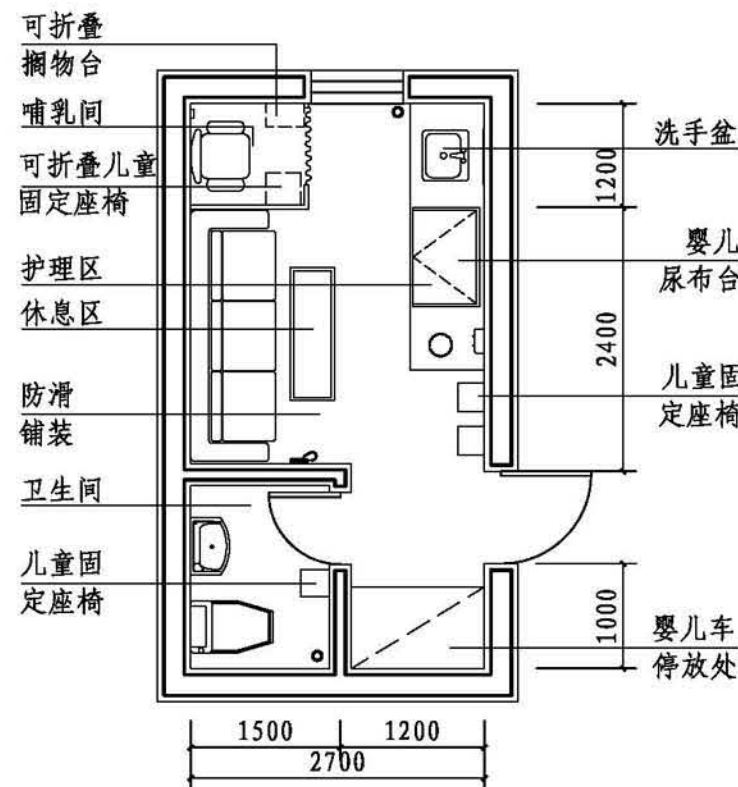 可折叠
搁物台
哺乳间
可折叠儿童
固定座椅
护理区
休息区
防滑
铺装
卫生间
儿童固
定座椅
洗手盆
婴儿
尿布台
儿童固
定座椅
婴儿车
停放处
1200
2400
1000
1500
1200
2700